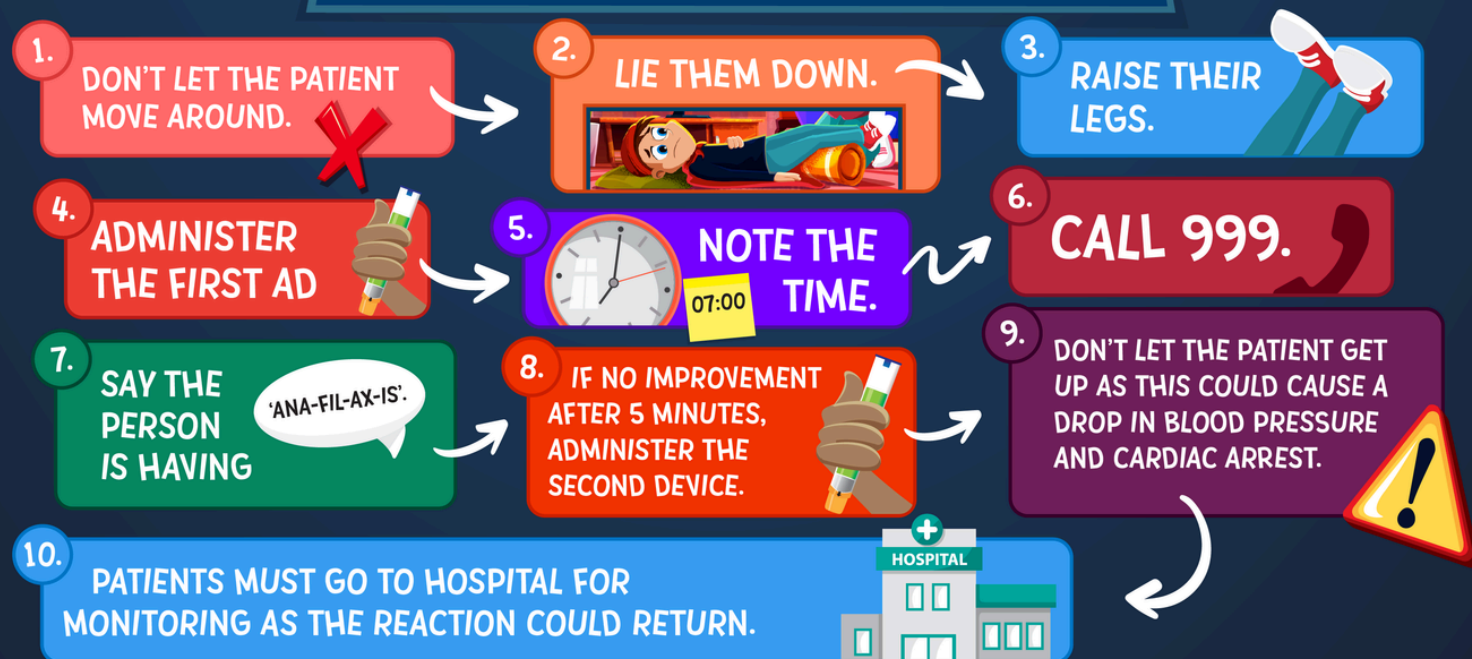 1.
DON'T LET THE PATIENT
MOVE AROUND.
2.
LIE THEM DOWN.
3.
RAISE THEIR
LEGS.
4.
ADMINISTER
THE FIRST AD
5.
NOTE THE
TIME.
07:00
6.
CALL 999.
7.
SAY THE
PERSON
IS HAVING
'ANA-FIL-AX-IS'.
8.
IF NO IMPROVEMENT
AFTER 5 MINUTES,
ADMINISTER THE
SECOND DEVICE.
9.
DON'T LET THE PATIENT GET
UP AS THIS COULD CAUSE A
DROP IN BLOOD PRESSURE
AND CARDIAC ARREST.
10.
PATIENTS MUST GO TO HOSPITAL FOR
MONITORING AS THE REACTION COULD RETURN.
HOSPITAL